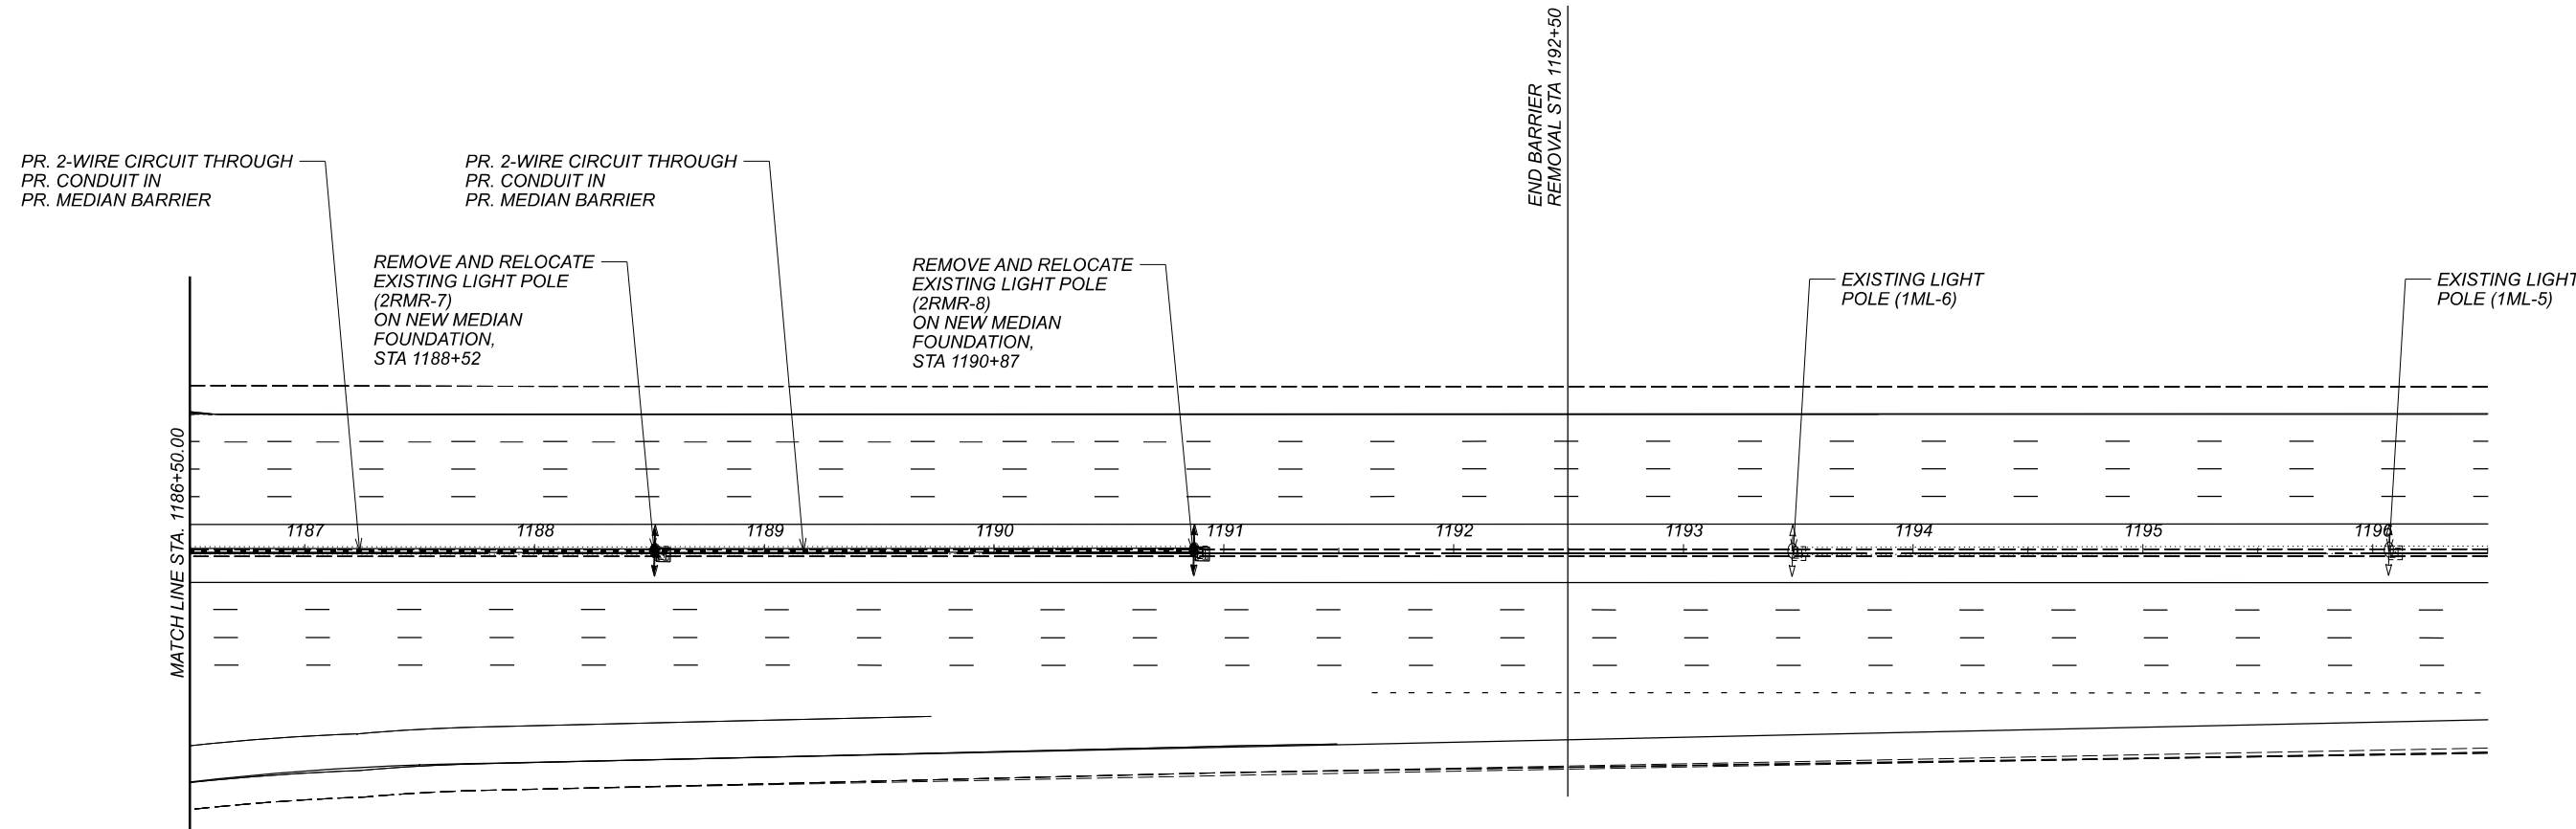 END BARRIER
REMOVAL STA 1192+50
PR. 2-WIRE CIRCUIT THROUGH
PR. CONDUIT IN
PR. MEDIAN BARRIER
PR. 2-WIRE CIRCUIT THROUGH
PR. CONDUIT IN
PR. MEDIAN BARRIER
REMOVE AND RELOCATE
EXISTING LIGHT POLE
(2RMR-7)
ON NEW MEDIAN
FOUNDATION,
STA 1188+52
REMOVE AND RELOCATE
EXISTING LIGHT POLE
(2RMR-8)
ON NEW MEDIAN
FOUNDATION,
STA 1190+87
EXISTING LIGHT
POLE (1ML-6)
EXISTING LIGHT
POLE (1ML-5)
MATCH LINE STA. 1186+50.00
1187 1188 1189 1190 1191 1192 1193 1194 1195 1196